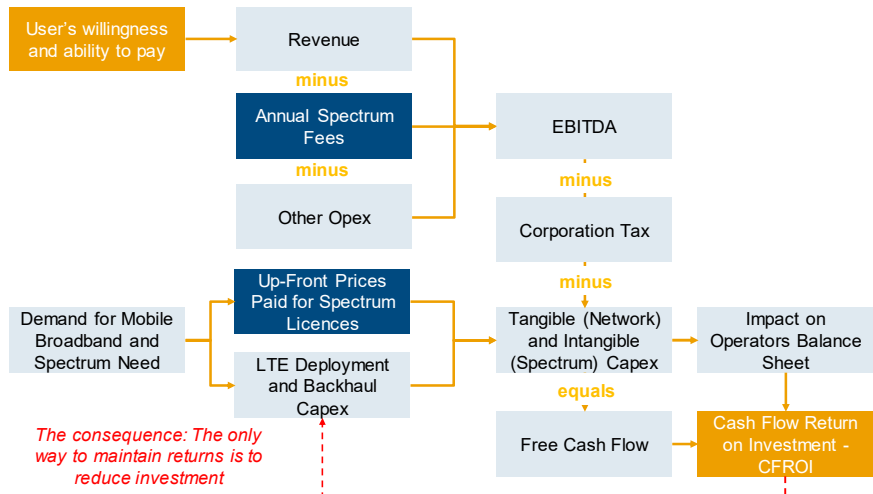 User's willingness
and ability to pay
Revenue
minus
Annual Spectrum
Fees
EBITDA
minus
minus
Other Opex
Corporation Tax
minus
Up-Front Prices
Paid for Spectrum
Licences
Demand for Mobile
Broadband and
Spectrum Need
Tangible (Network)
and Intangible
(Spectrum) Capex
Impact on
Operators Balance
Sheet
LTE Deployment
and Backhaul
Capex
equals
The consequence: The only
way to maintain returns is to
reduce investment
Free Cash Flow
Cash Flow Return
on Investment -
CFROI